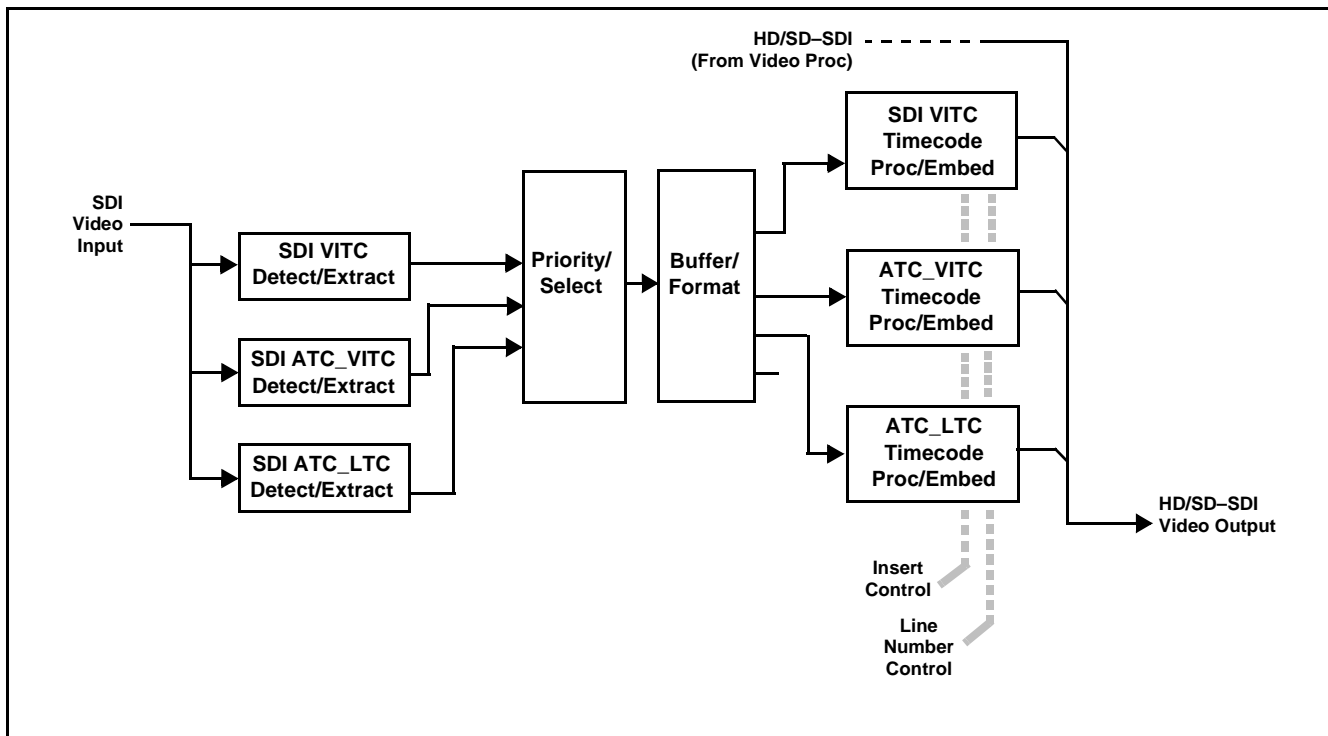 HD/SD–SDI
(From Video Proc)
SDI VITC
Timecode
Proc/Embed
SDI
Video
Input
SDI VITC
Detect/Extract
Priority/
Select
Buffer/
Format
ATC_VITC
Timecode
Proc/Embed
SDI ATC_VITC
Detect/Extract
ATC_LTC
Timecode
Proc/Embed
SDI ATC_LTC
Detect/Extract
HD/SD–SDI
Video Output
Insert
Control
Line
Number
Control